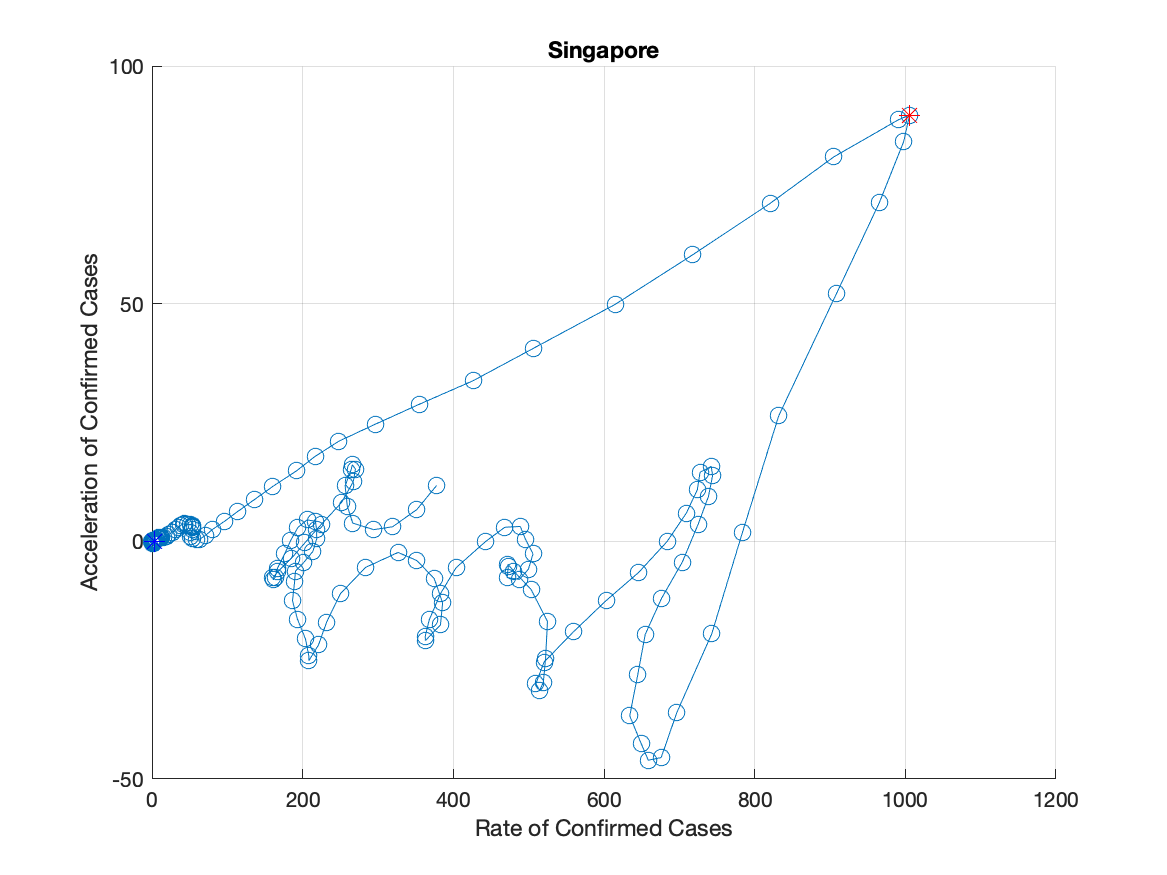 Singapore
100
50
0
-50
0 200 400 600 800 1000 1200
Acceleration of Confirmed Cases
Rate of Confirmed Cases